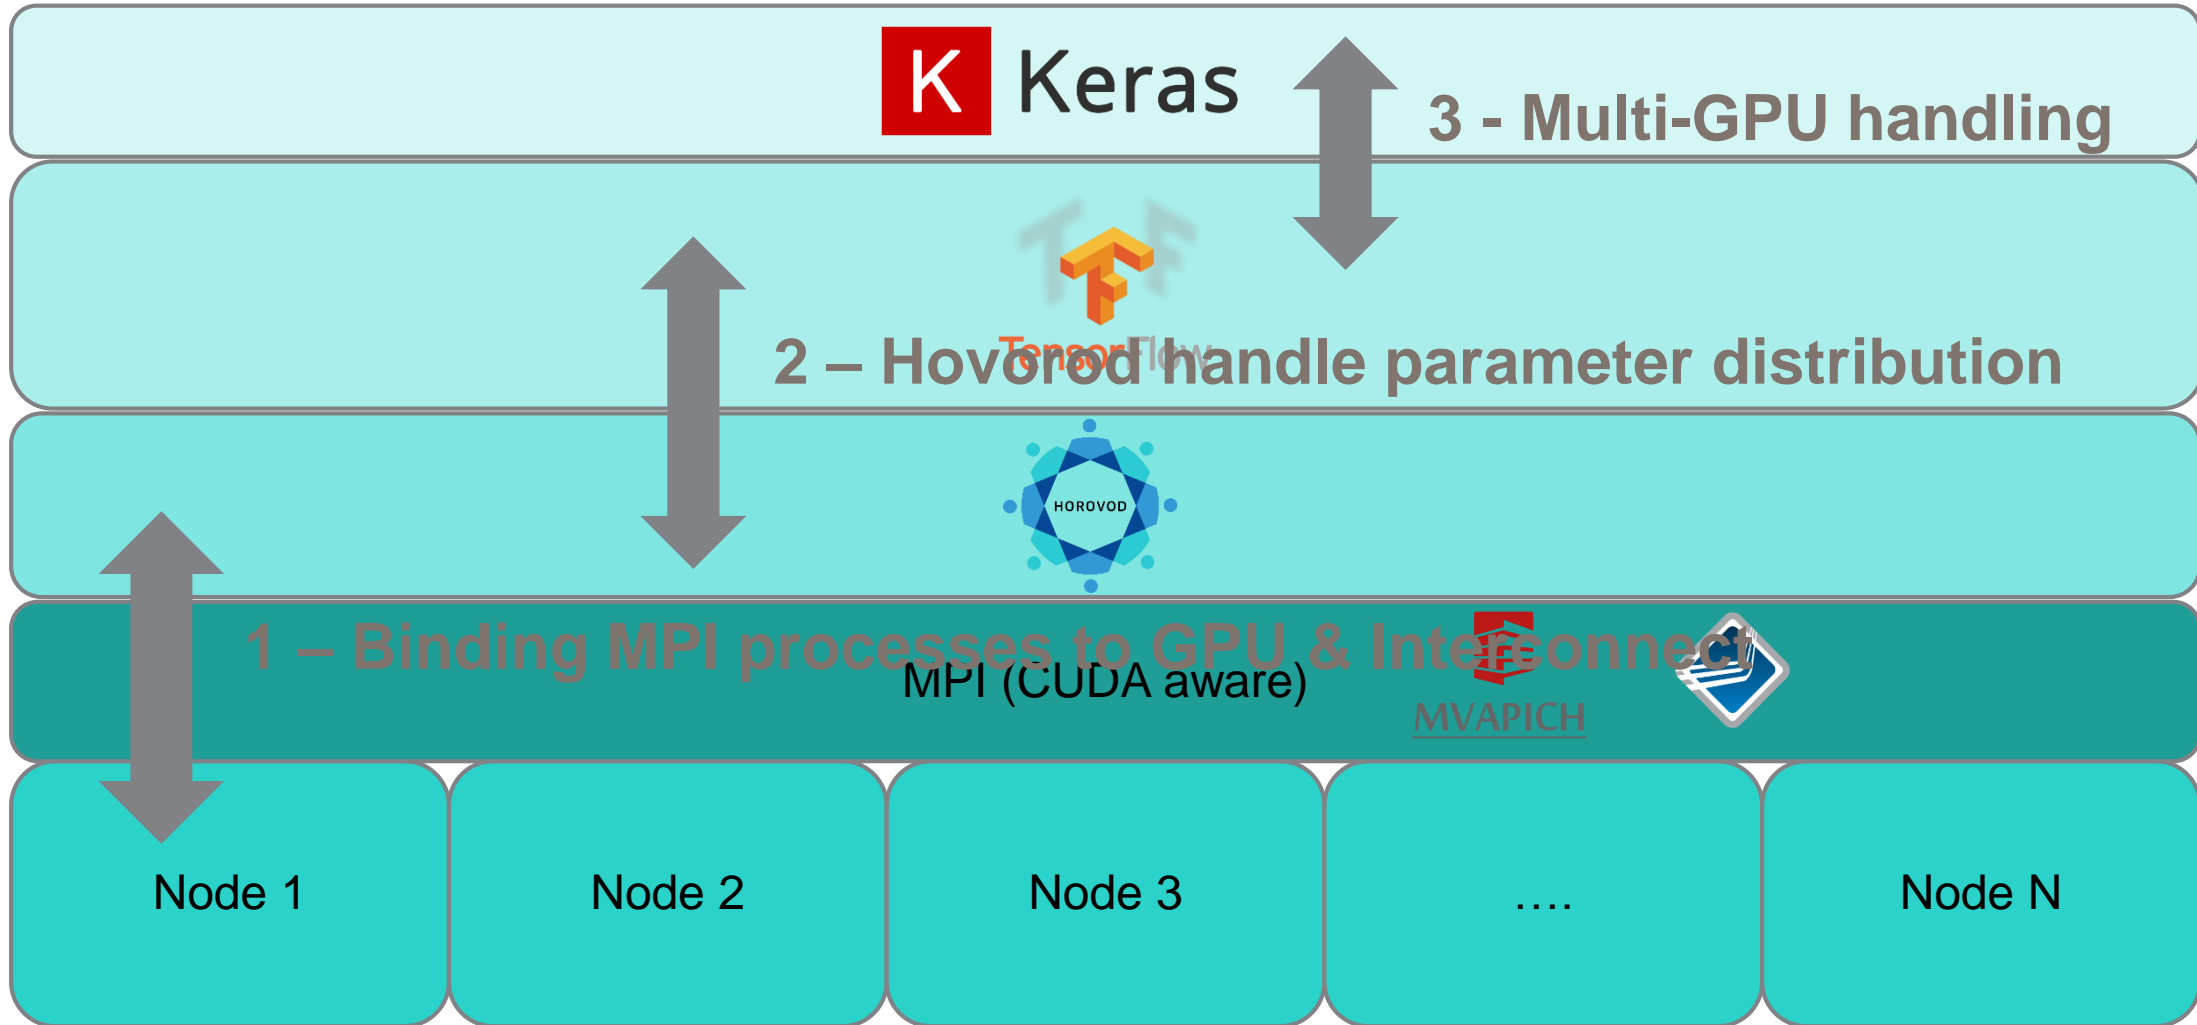 K Keras
3 - Multi-GPU handling
TensorFlow
2 – Hovorod handle parameter distribution
HOROVOD
1 – Binding MPI processes to GPU & Interconnect
MPI (CUDA aware)
MVAPICH
Node 1
Node 2
Node 3
....
Node N